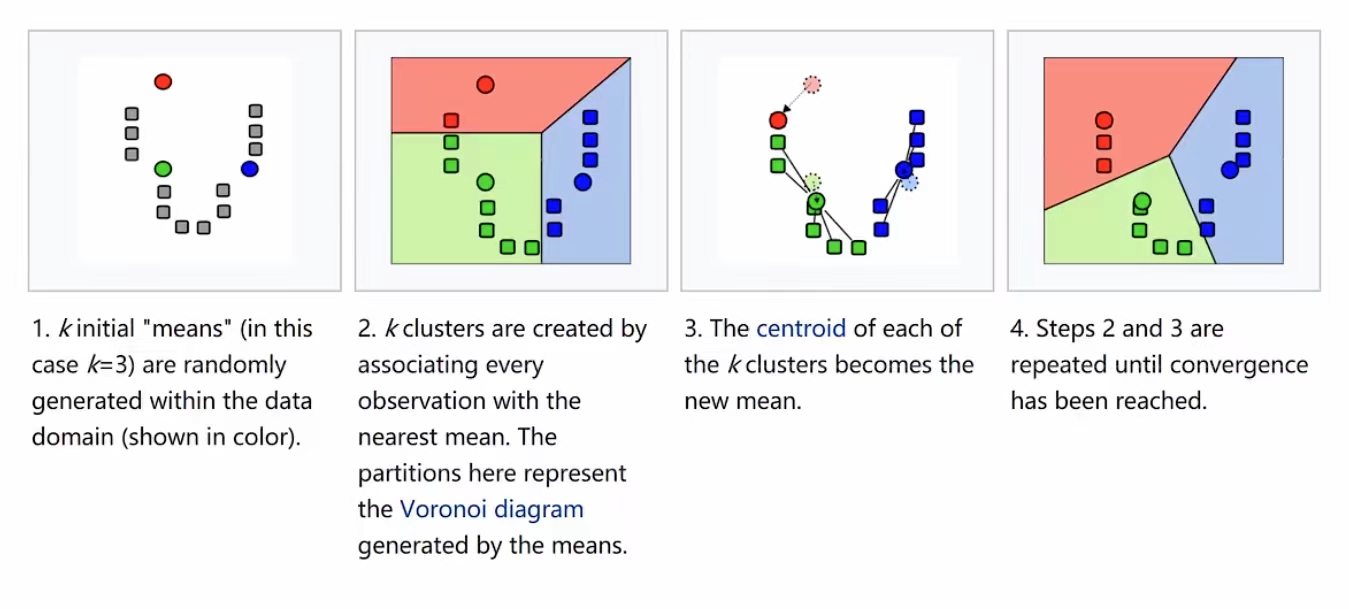 1. k initial "means" (in this
case k=3) are randomly
generated within the data
domain (shown in color).
2. k clusters are created by
associating every
observation with the
nearest mean. The
partitions here represent
the Voronoi diagram
generated by the means.
3. The centroid of each of
the k clusters becomes the
new mean.
4. Steps 2 and 3 are
repeated until convergence
has been reached.